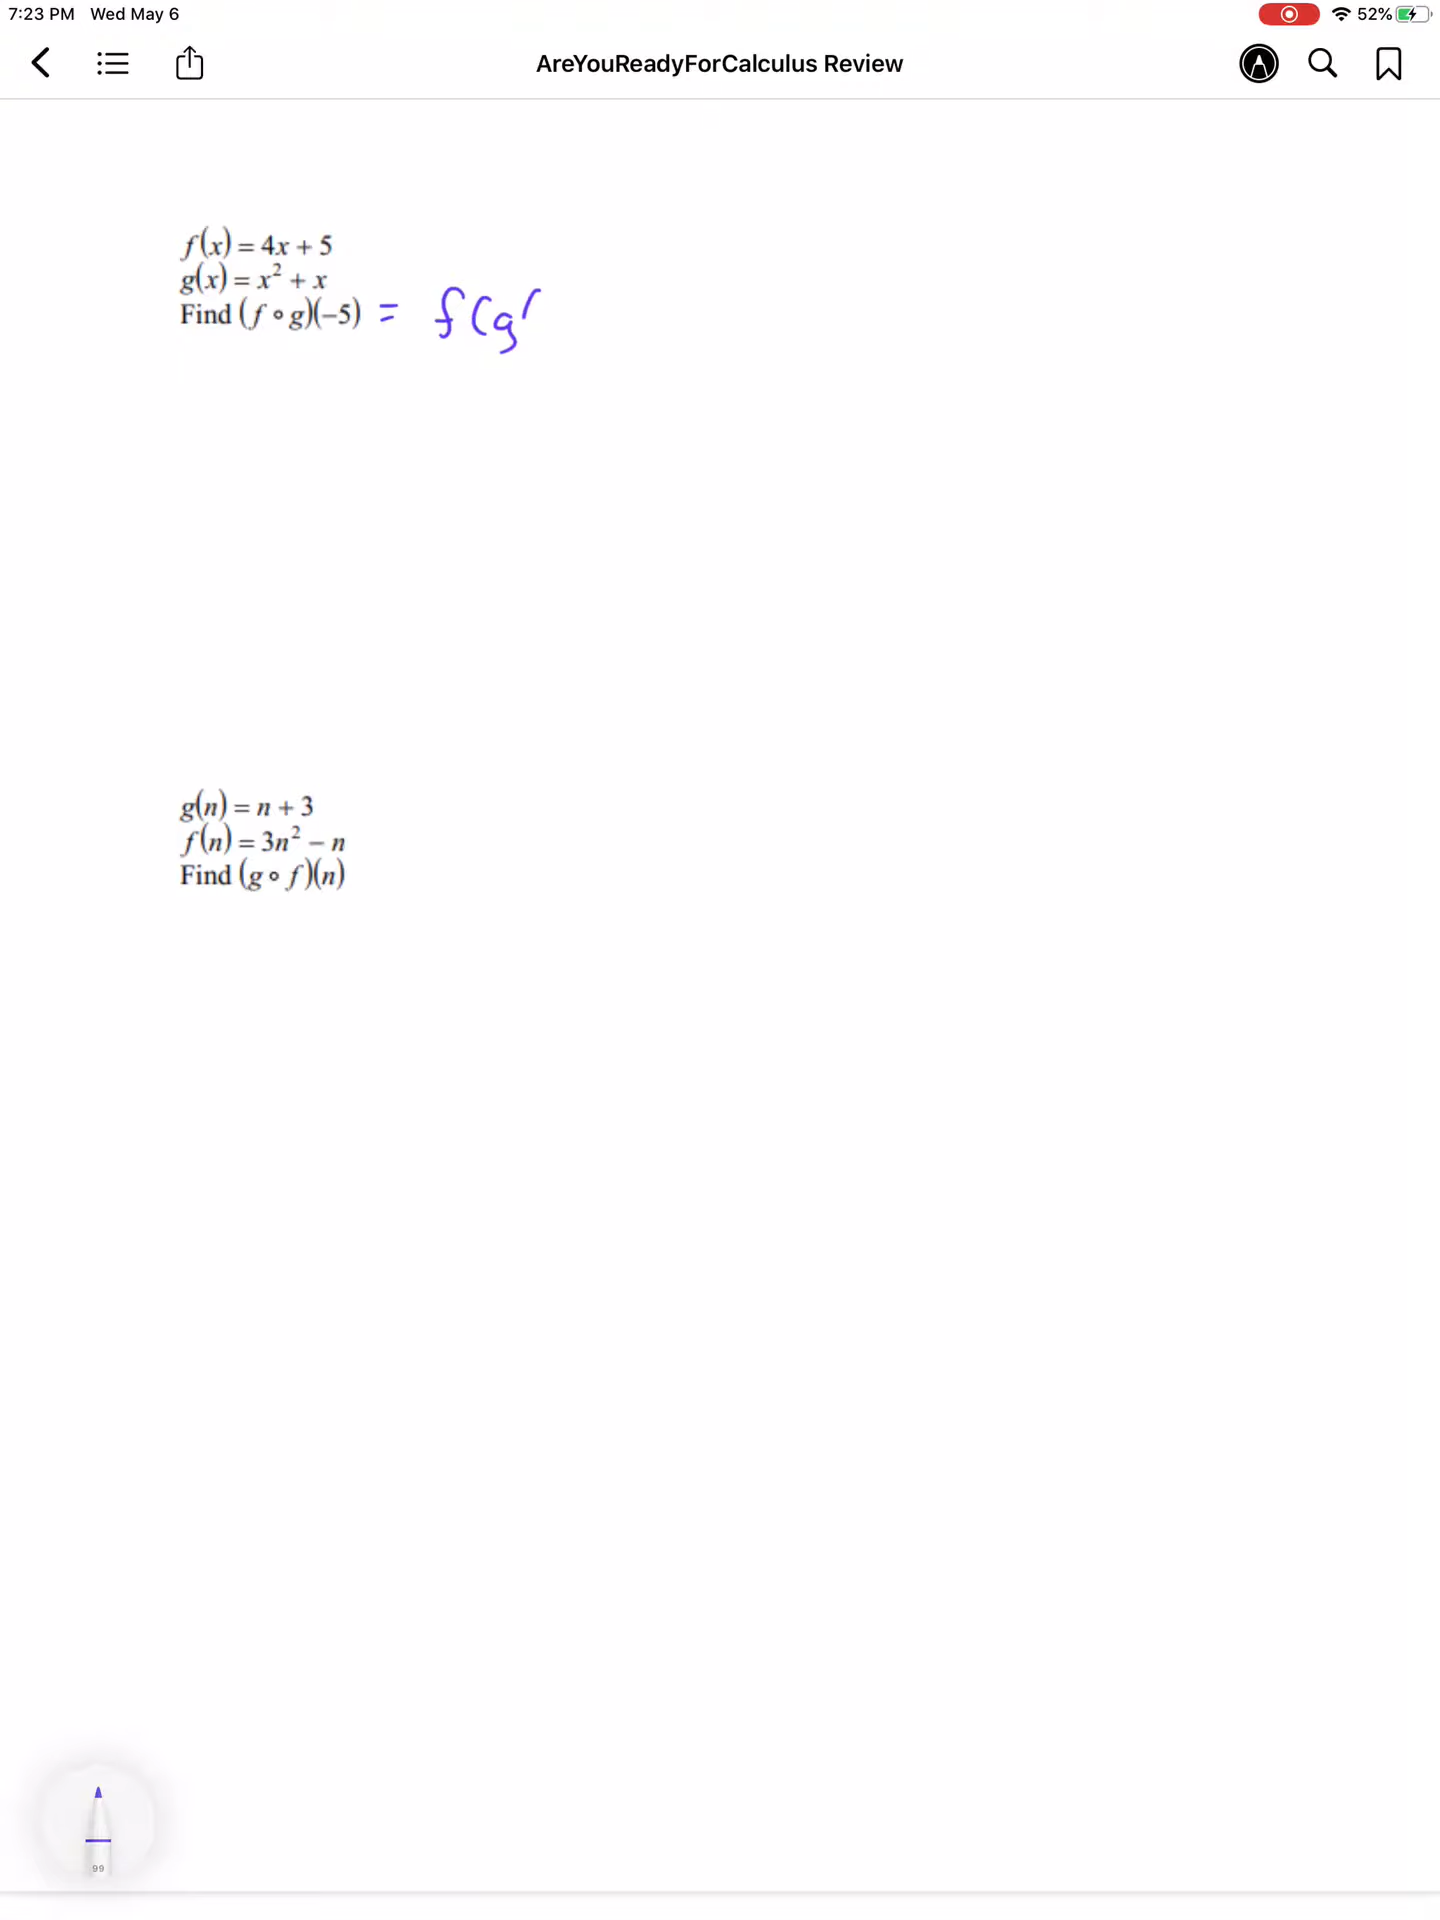 7:23 PM Wed May 6
52%
AreYouReadyForCalculus Review
f(x) = 4x + 5
g(x) = x² + x
Find (f ∘ g)(−5) = f(g(
g(n) = n + 3
f(n) = 3n² − n
Find (g ∘ f)(n)
99